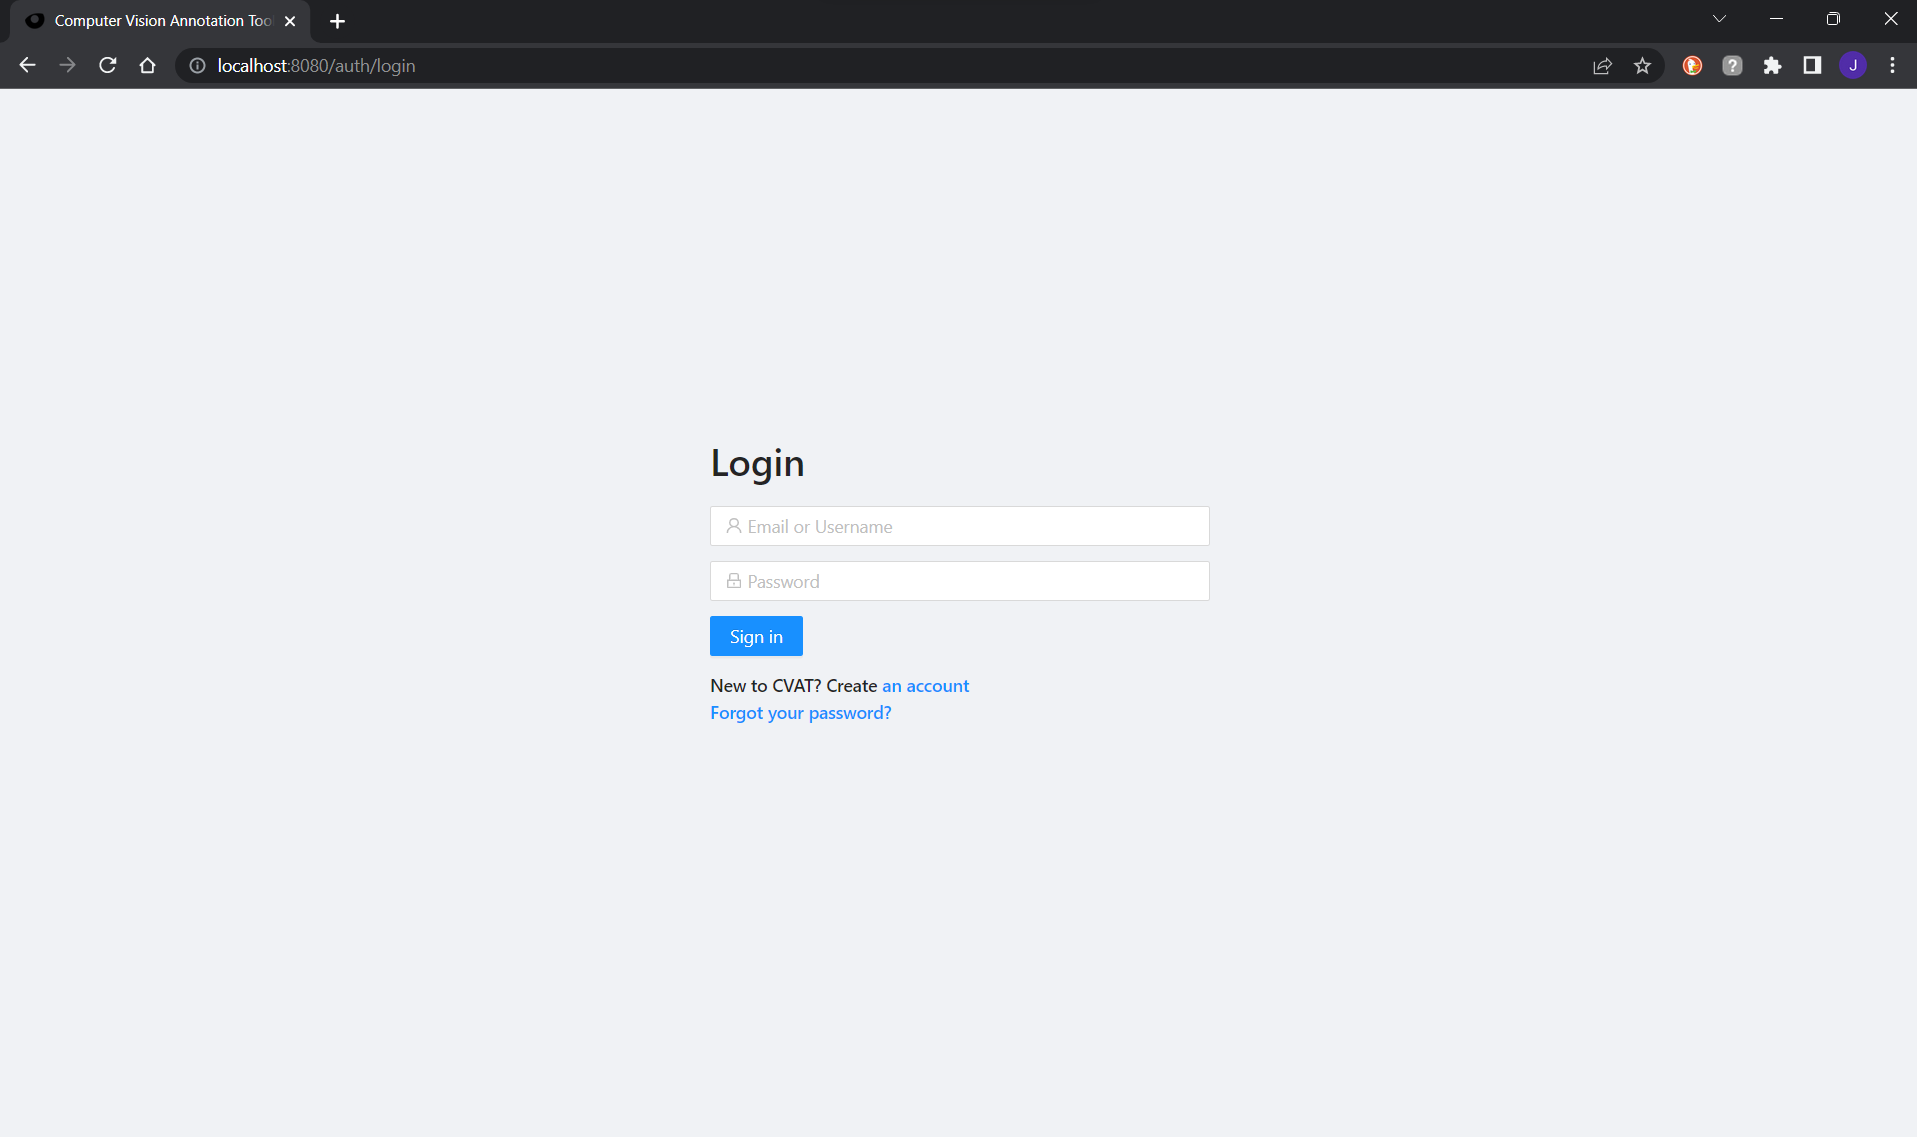 Computer Vision Annotation Too
localhost:8080/auth/login
J
Login
Email or Username
Password
Sign in
New to CVAT? Create an account
Forgot your password?